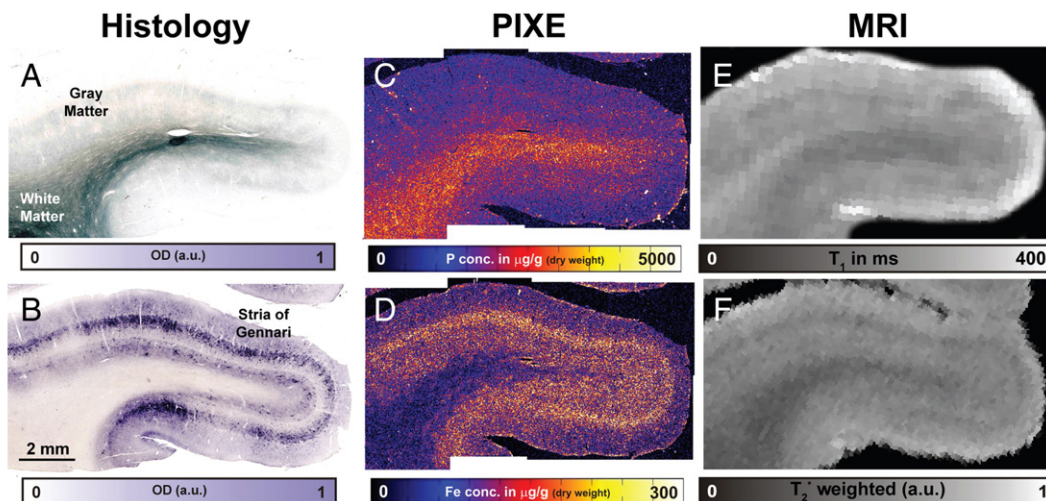 Histology
PIXE
MRI
A
Gray
Matter
White
Matter
0 OD (a.u.) 1
C
0 P conc. in μg/g (dry weight) 5000
E
0 T1 in ms 400
B
Stria of
Gennari
2 mm
0 OD (a.u.) 1
D
0 Fe conc. in μg/g (dry weight) 300
F
0 T2* weighted (a.u.) 1